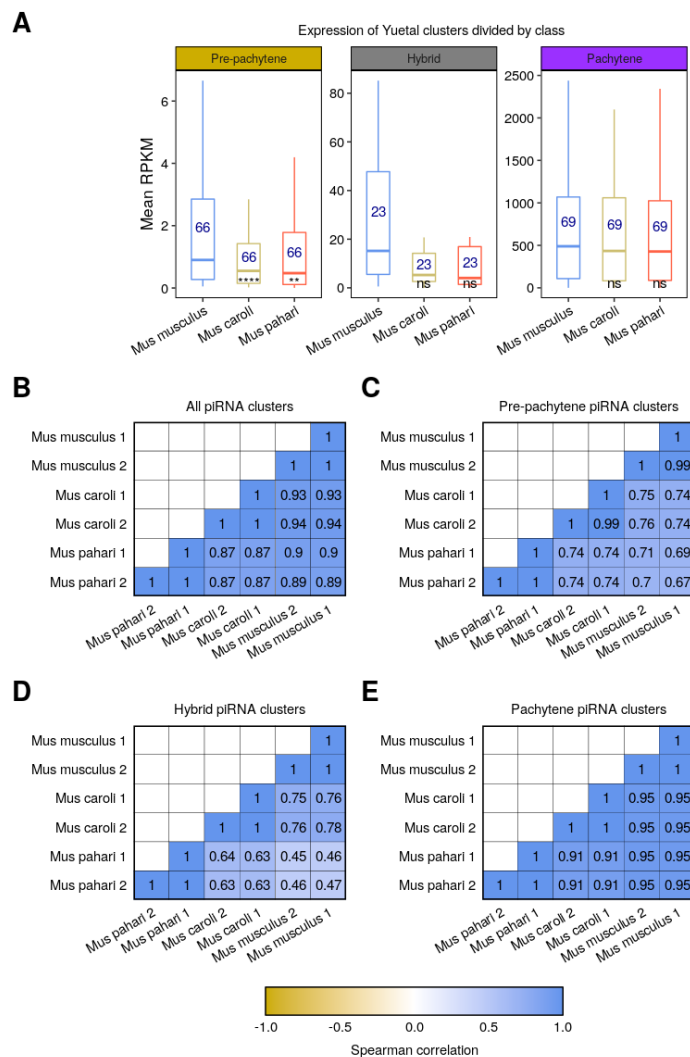 A
Expression of Yuetal clusters divided by class
Pre-pachytene Hybrid Pachytene
Mean RPKM
6
4
2
0
80
60
40
20
0
2500
2000
1500
1000
500
0
66 66 66
**** **
23 23 23
ns ns
69 69 69
ns ns
Mus musculus Mus caroli Mus pahari Mus musculus Mus caroli Mus pahari Mus musculus Mus caroli Mus pahari
B
All piRNA clusters
Mus musculus 1 1
Mus musculus 2 1 1
Mus caroli 1 1 0.93 0.93
Mus caroli 2 1 1 0.94 0.94
Mus pahari 1 1 0.87 0.87 0.9 0.9
Mus pahari 2 1 1 0.87 0.87 0.89 0.89
Mus pahari 2 Mus pahari 1 Mus caroli 2 Mus caroli 1 Mus musculus 2 Mus musculus 1
C
Pre-pachytene piRNA clusters
Mus musculus 1 1
Mus musculus 2 1 0.99
Mus caroli 1 1 0.75 0.74
Mus caroli 2 1 0.99 0.76 0.74
Mus pahari 1 1 0.74 0.74 0.71 0.69
Mus pahari 2 1 1 0.74 0.74 0.7 0.67
Mus pahari 2 Mus pahari 1 Mus caroli 2 Mus caroli 1 Mus musculus 2 Mus musculus 1
D
Hybrid piRNA clusters
Mus musculus 1 1
Mus musculus 2 1 1
Mus caroli 1 1 0.75 0.76
Mus caroli 2 1 1 0.76 0.78
Mus pahari 1 1 0.64 0.63 0.45 0.46
Mus pahari 2 1 1 0.63 0.63 0.46 0.47
Mus pahari 2 Mus pahari 1 Mus caroli 2 Mus caroli 1 Mus musculus 2 Mus musculus 1
E
Pachytene piRNA clusters
Mus musculus 1 1
Mus musculus 2 1 1
Mus caroli 1 1 0.95 0.95
Mus caroli 2 1 1 0.95 0.95
Mus pahari 1 1 0.91 0.91 0.95 0.95
Mus pahari 2 1 1 0.91 0.91 0.95 0.95
Mus pahari 2 Mus pahari 1 Mus caroli 2 Mus caroli 1 Mus musculus 2 Mus musculus 1
-1.0 -0.5 0.0 0.5 1.0
Spearman correlation